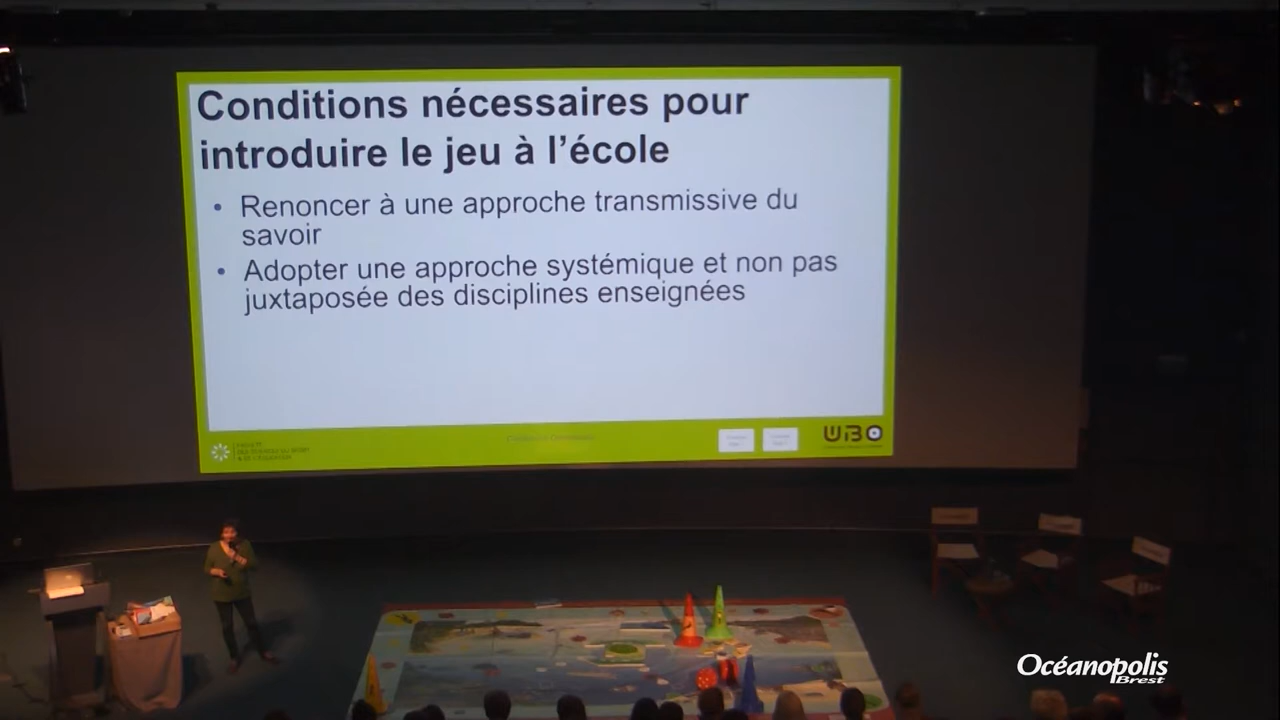 Conditions nécessaires pour
introduire le jeu à l'école
• Renoncer à une approche transmissive du
savoir
• Adopter une approche systémique et non pas
juxtaposée des disciplines enseignées
UBO
Océanopolis
Brest